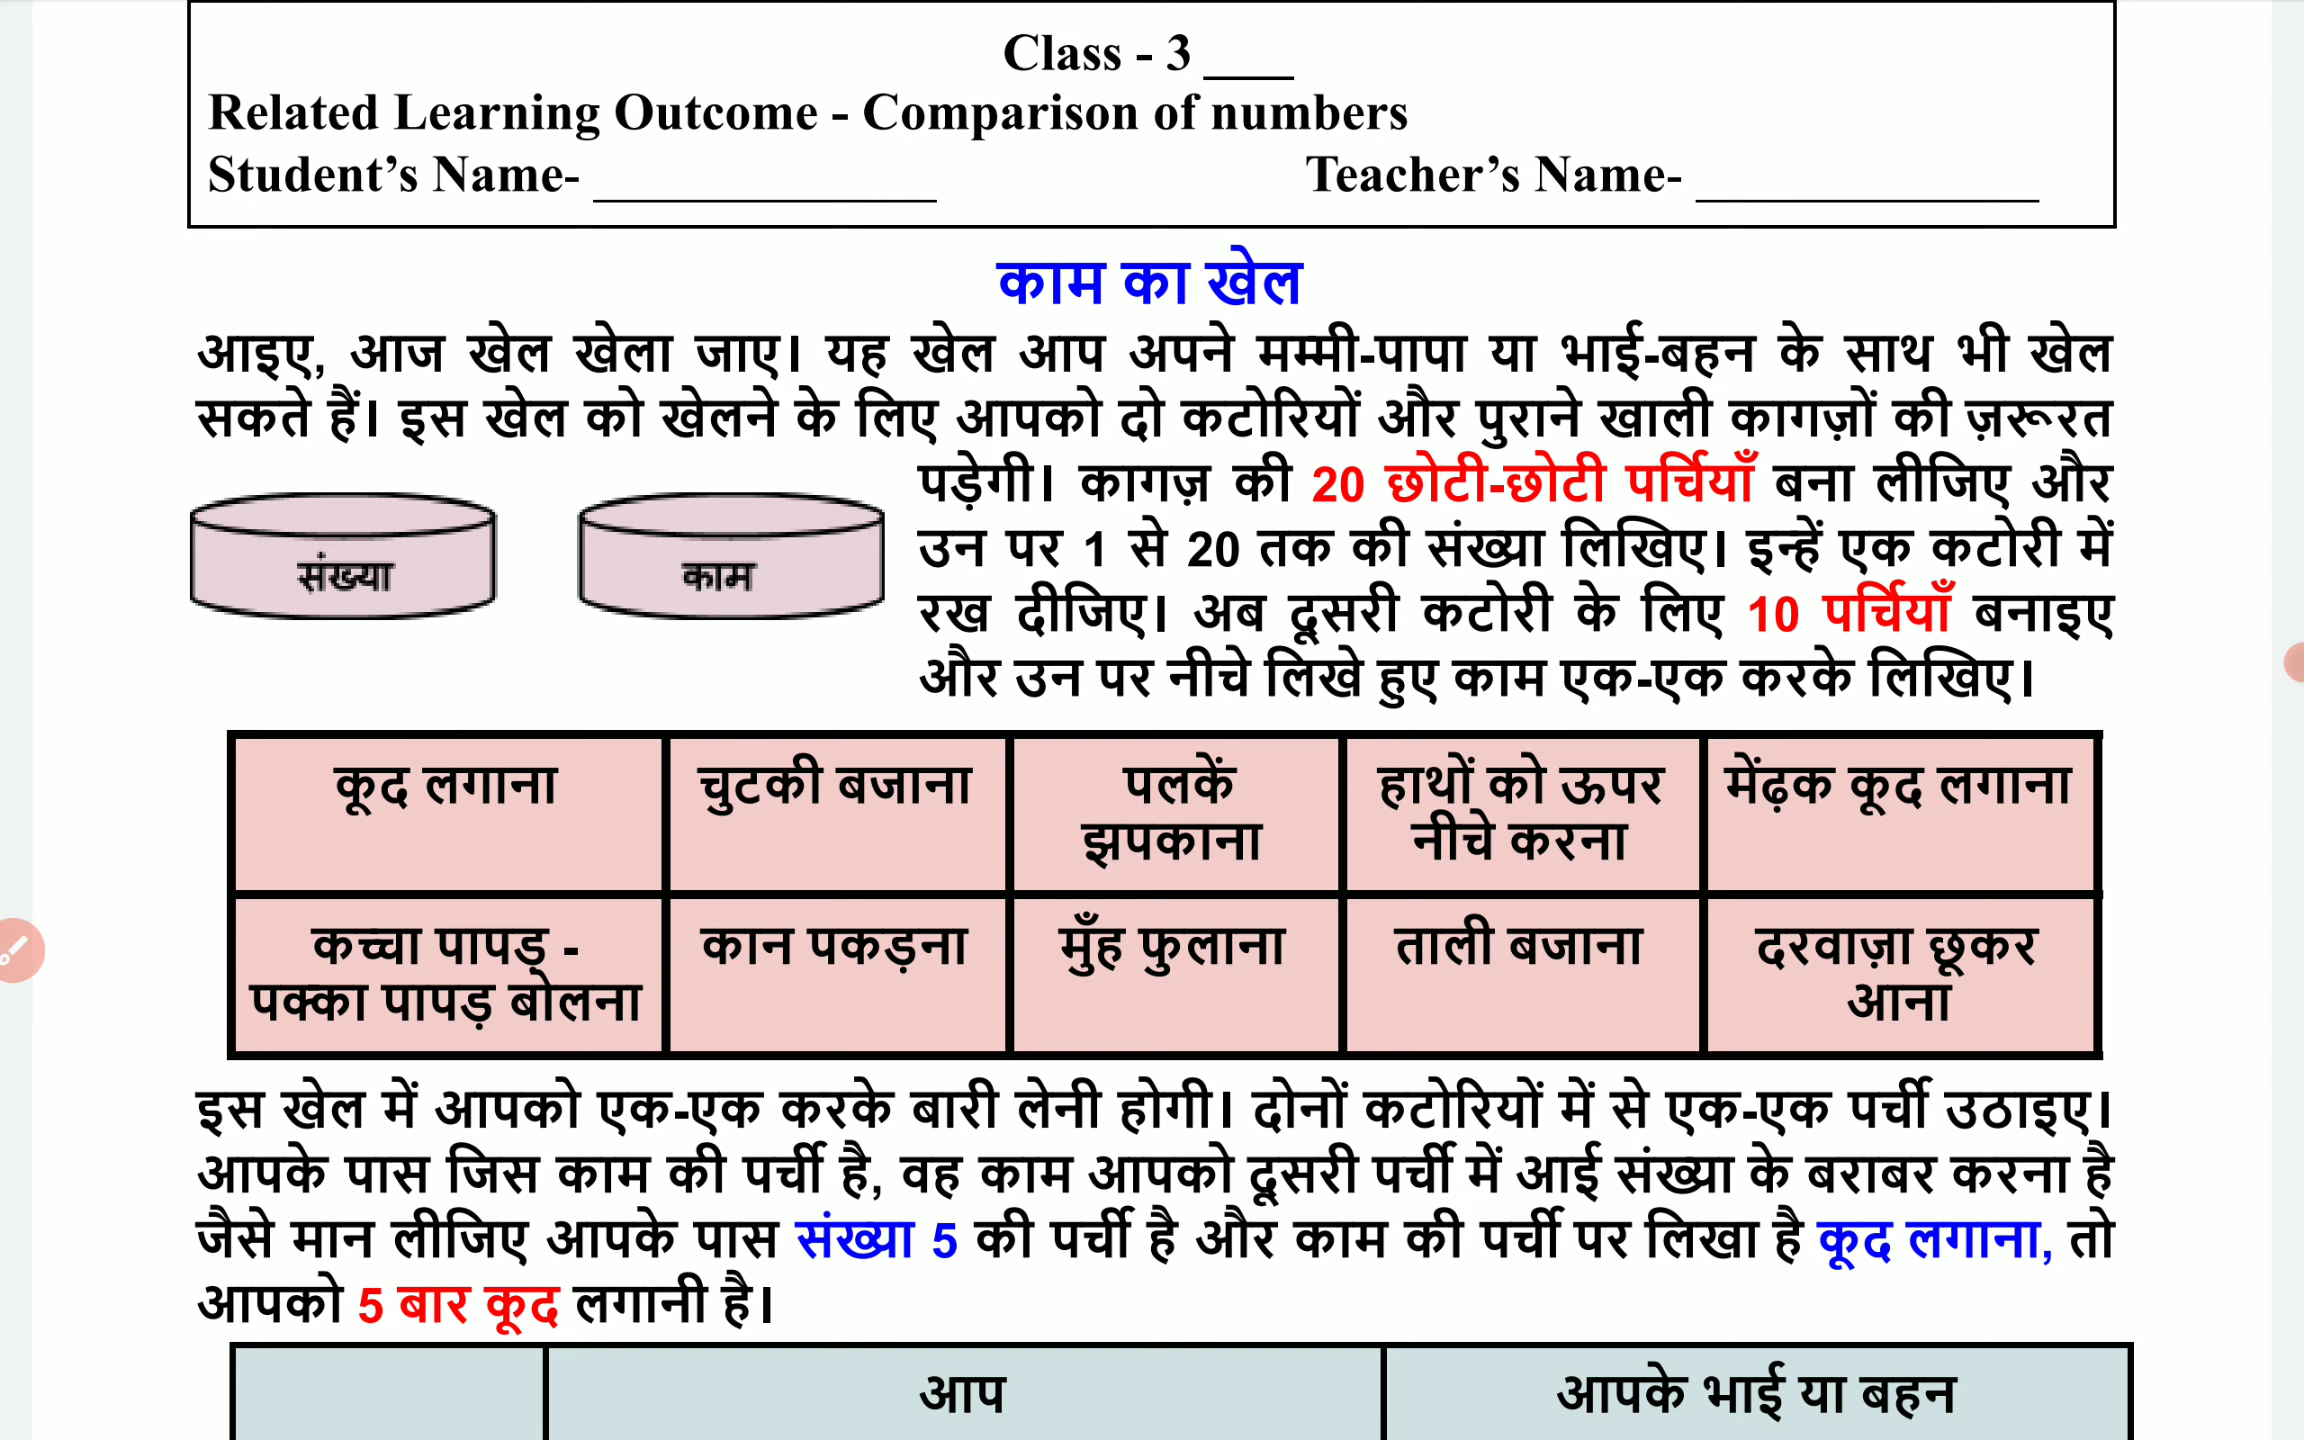 Class - 3 ____
Related Learning Outcome - Comparison of numbers
Student’s Name- _______________ Teacher’s Name- _______________
काम का खेल
आइए, आज खेल खेला जाए। यह खेल आप अपने मम्मी-पापा या भाई-बहन के साथ भी खेल
सकते हैं। इस खेल को खेलने के लिए आपको दो कटोरियों और पुराने खाली कागज़ों की ज़रूरत
पड़ेगी। कागज़ की 20 छोटी-छोटी पर्चियाँ बना लीजिए और
उन पर 1 से 20 तक की संख्या लिखिए। इन्हें एक कटोरी में
रख दीजिए। अब दूसरी कटोरी के लिए 10 पर्चियाँ बनाइए
और उन पर नीचे लिखे हुए काम एक-एक करके लिखिए।
संख्या काम
कूद लगाना
चुटकी बजाना
पलकें
झपकाना
हाथों को ऊपर
नीचे करना
मेंढ़क कूद लगाना
कच्चा पापड़ -
पक्का पापड़ बोलना
कान पकड़ना
मुँह फुलाना
ताली बजाना
दरवाज़ा छूकर
आना
इस खेल में आपको एक-एक करके बारी लेनी होगी। दोनों कटोरियों में से एक-एक पर्ची उठाइए।
आपके पास जिस काम की पर्ची है, वह काम आपको दूसरी पर्ची में आई संख्या के बराबर करना है
जैसे मान लीजिए आपके पास संख्या 5 की पर्ची है और काम की पर्ची पर लिखा है कूद लगाना, तो
आपको 5 बार कूद लगानी है।
आप आपके भाई या बहन